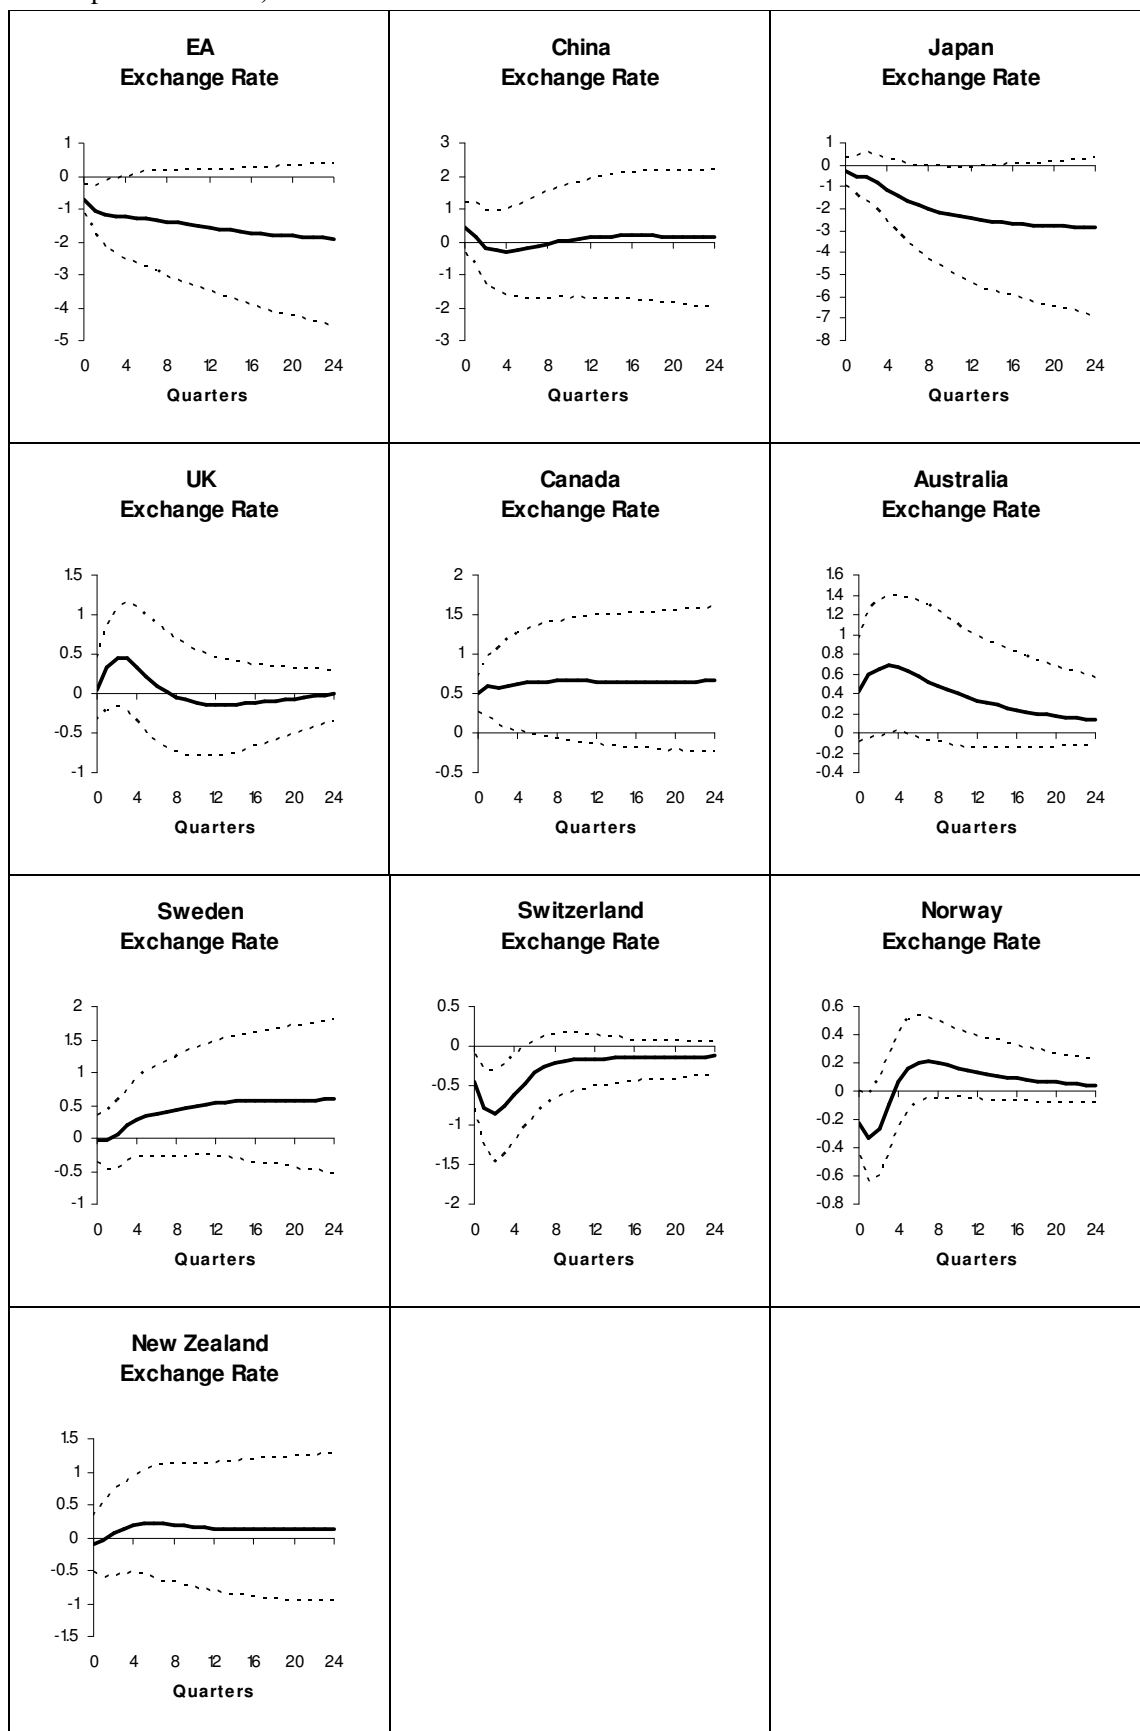 EA
Exchange Rate
1
0
-1
-2
-3
-4
-5
0 4 8 12 16 20 24
Quarters
China
Exchange Rate
3
2
1
0
-1
-2
-3
0 4 8 12 16 20 24
Quarters
Japan
Exchange Rate
1
0
-1
-2
-3
-4
-5
-6
-7
-8
0 4 8 12 16 20 24
Quarters
UK
Exchange Rate
1.5
1
0.5
0
-0.5
-1
0 4 8 12 16 20 24
Quarters
Canada
Exchange Rate
2
1.5
1
0.5
0
-0.5
0 4 8 12 16 20 24
Quarters
Australia
Exchange Rate
1.6
1.4
1.2
1
0.8
0.6
0.4
0.2
0
-0.2
-0.4
0 4 8 12 16 20 24
Quarters
Sweden
Exchange Rate
2
1.5
1
0.5
0
-0.5
-1
0 4 8 12 16 20 24
Quarters
Switzerland
Exchange Rate
0.5
0
-0.5
-1
-1.5
-2
0 4 8 12 16 20 24
Quarters
Norway
Exchange Rate
0.6
0.4
0.2
0
-0.2
-0.4
-0.6
-0.8
0 4 8 12 16 20 24
Quarters
New Zealand
Exchange Rate
1.5
1
0.5
0
-0.5
-1
-1.5
0 4 8 12 16 20 24
Quarters